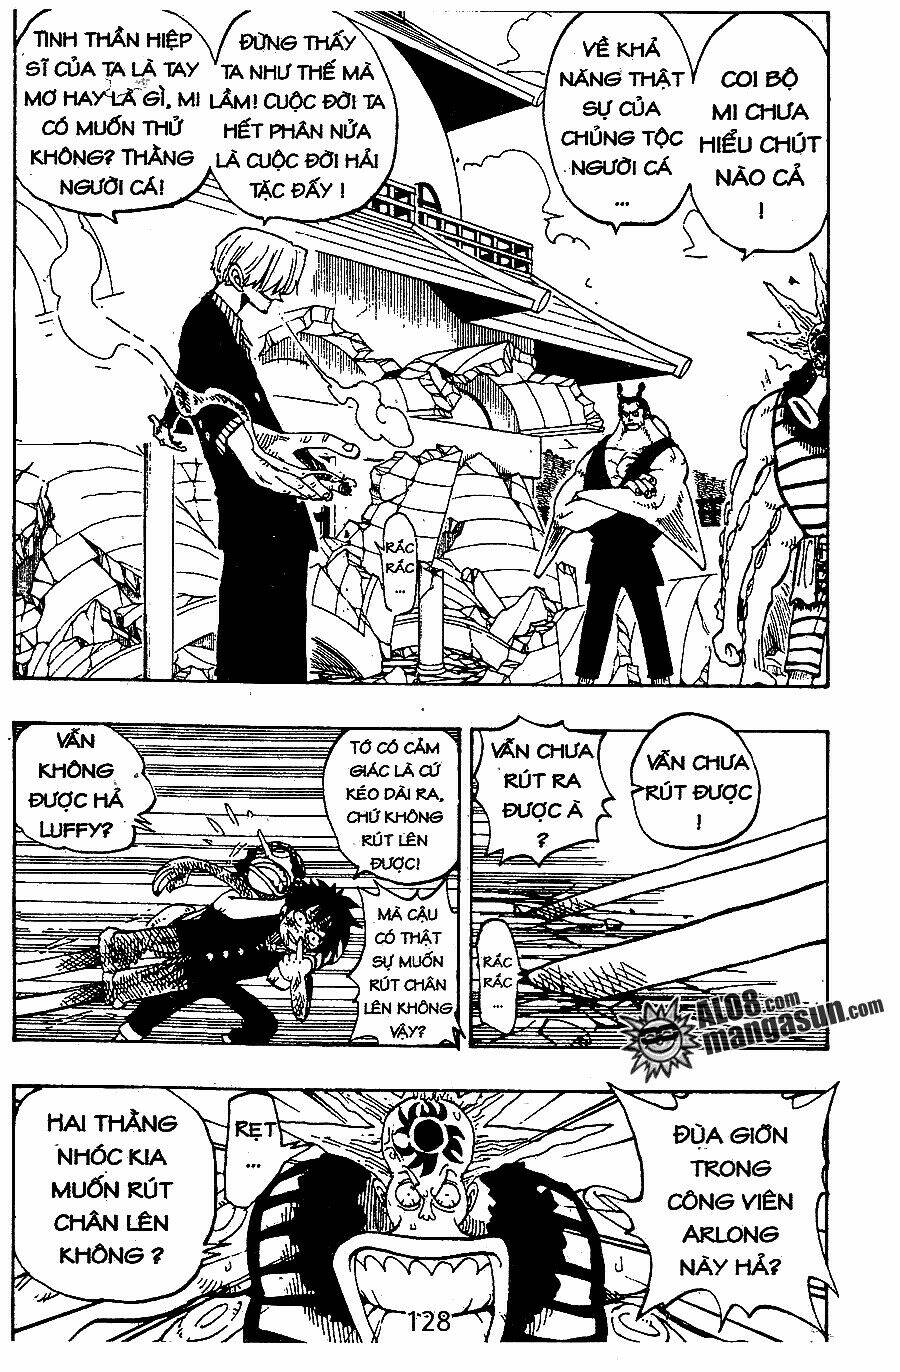 COI BỘ
MI CHƯA
HIỂU CHÚT
NÀO CẢ
!
VỀ KHẢ
NĂNG THẬT
SỰ CỦA
CHỦNG TỘC
NGƯỜI CÁ
...
ĐỪNG THẤY
TA NHƯ THẾ MÀ
LẦM! CUỘC ĐỜI TA
HẾT PHÂN NỬA
LÀ CUỘC ĐỜI HẢI
TẶC ĐẤY !
TINH THẦN HIỆP
SĨ CỦA TA LÀ TAY
MƠ HAY LÀ GÌ, MI
CÓ MUỐN THỬ
KHÔNG? THẰNG
NGƯỜI CÁ!
RẮC
RẮC
...
VẪN CHƯA
RÚT ĐƯỢC
!
VẪN CHƯA
RÚT RA
ĐƯỢC À
?
RẮC
RẮC
...
TỚ CÓ CẢM
GIÁC LÀ CỨ
KÉO DÀI RA,
CHỨ KHÔNG
RÚT LÊN
ĐƯỢC!
VẪN
KHÔNG
ĐƯỢC HẢ
LUFFY?
MÀ CẬU
CÓ THẬT
SỰ MUỐN
RÚT CHÂN
LÊN KHÔNG
VẬY?
ALO8.com
mangasun.com
ĐÙA GIỠN
TRONG
CÔNG VIÊN
ARLONG
NÀY HẢ?
RẸT
...
HAI THẰNG
NHÓC KIA
MUỐN RÚT
CHÂN LÊN
KHÔNG ?
128